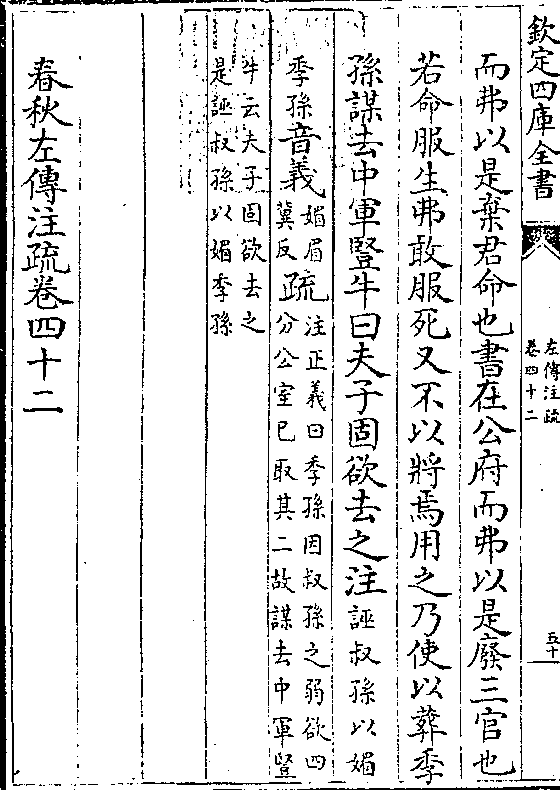 欽定四庫全書
左傳注疏
卷四十二
五十
而弗以是棄君命也書在公府而弗以是廢三官也
若命服生弗敢服死又不以將焉用之乃使以葬季
孫謀去中軍豎牛曰夫子固欲去之注誣叔孫以媚
季孫音義媚眉
冀反疏注正義曰季孫因叔孫之弱欲四
分公室已取其二故謀去中軍豎
牛云夫子固欲去之
是誣叔孫以媚季孫
春秋左傳注疏卷四十二